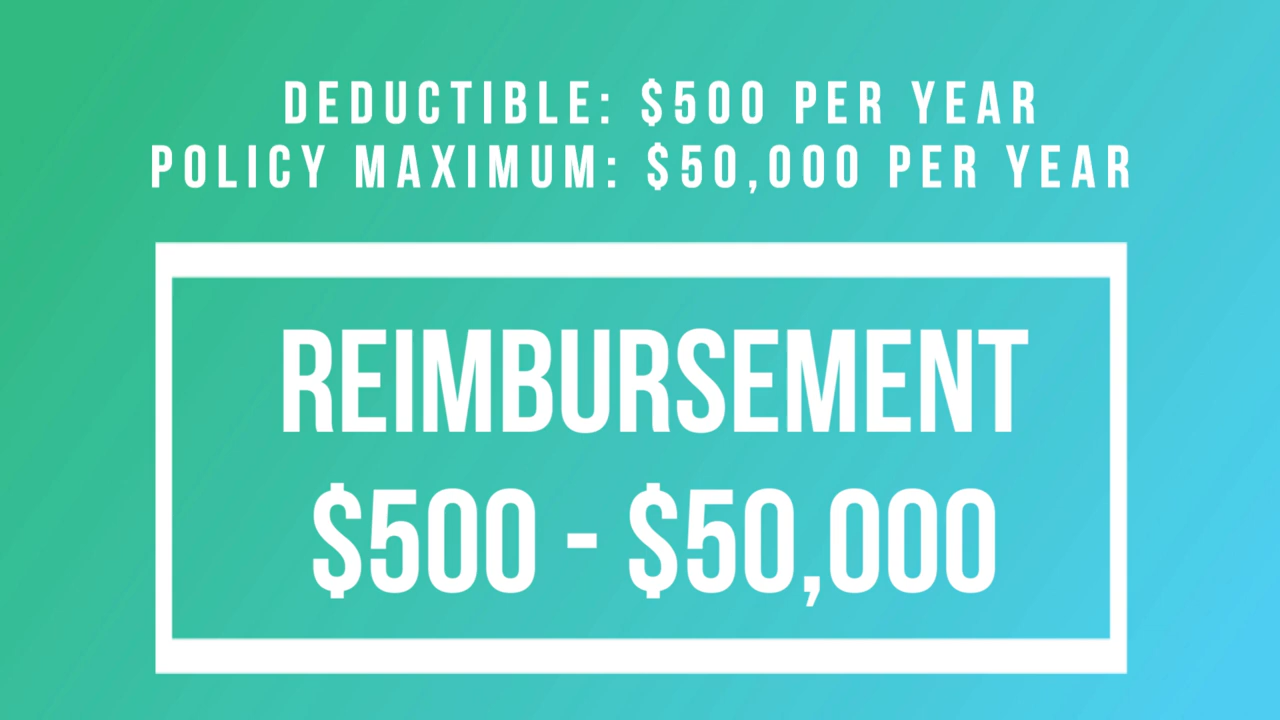 DEDUCTIBLE: $500 PER YEAR
POLICY MAXIMUM: $50,000 PER YEAR
REIMBURSEMENT
$500 - $50,000